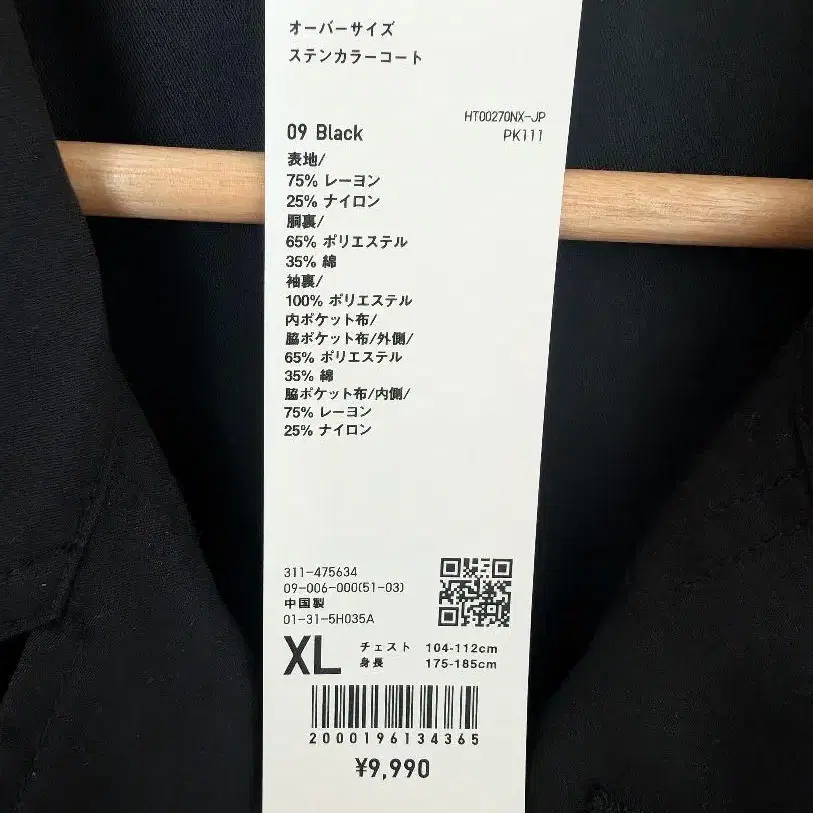 オーバーサイズ
ステンカラーコート
HT00270NX-JP
09 Black
PK111
表地/
75% レーヨン
25% ナイロン
胴裏/
65% ポリエステル
35% 綿
袖裏/
100% ポリエステル
内ポケット布/
脇ポケット布/外側/
65% ポリエステル
35% 綿
脇ポケット布/内側/
75% レーヨン
25% ナイロン
311-475634
09-006-000(51-03)
中国製
01-31-5H035A
XL チェスト 104-112cm
身長 175-185cm
2000196134365
¥9,990